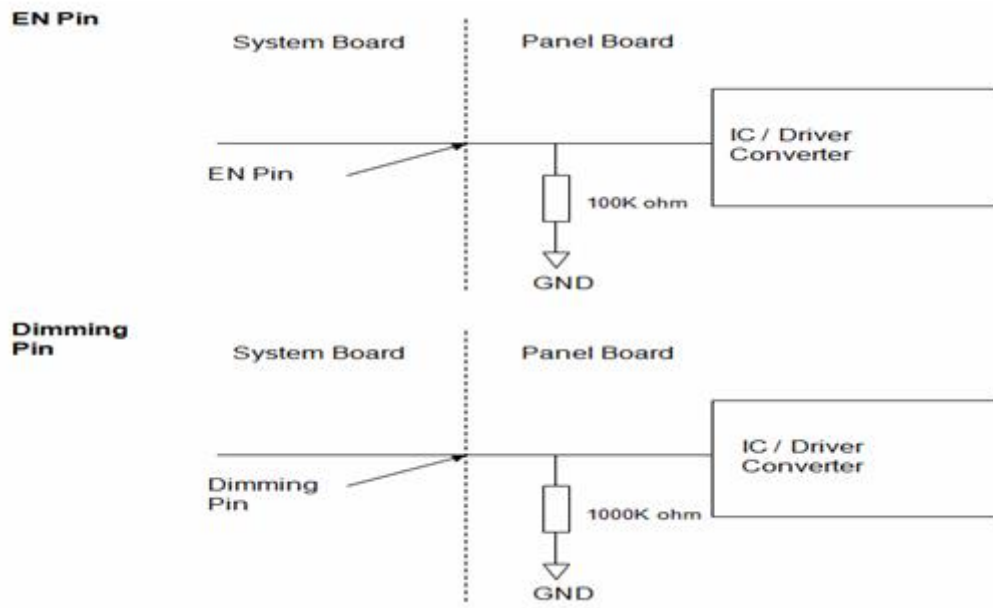 EN Pin
System Board
Panel Board
IC / Driver
Converter
EN Pin
100K ohm
GND
Dimming
Pin
System Board
Panel Board
IC / Driver
Converter
Dimming
Pin
1000K ohm
GND